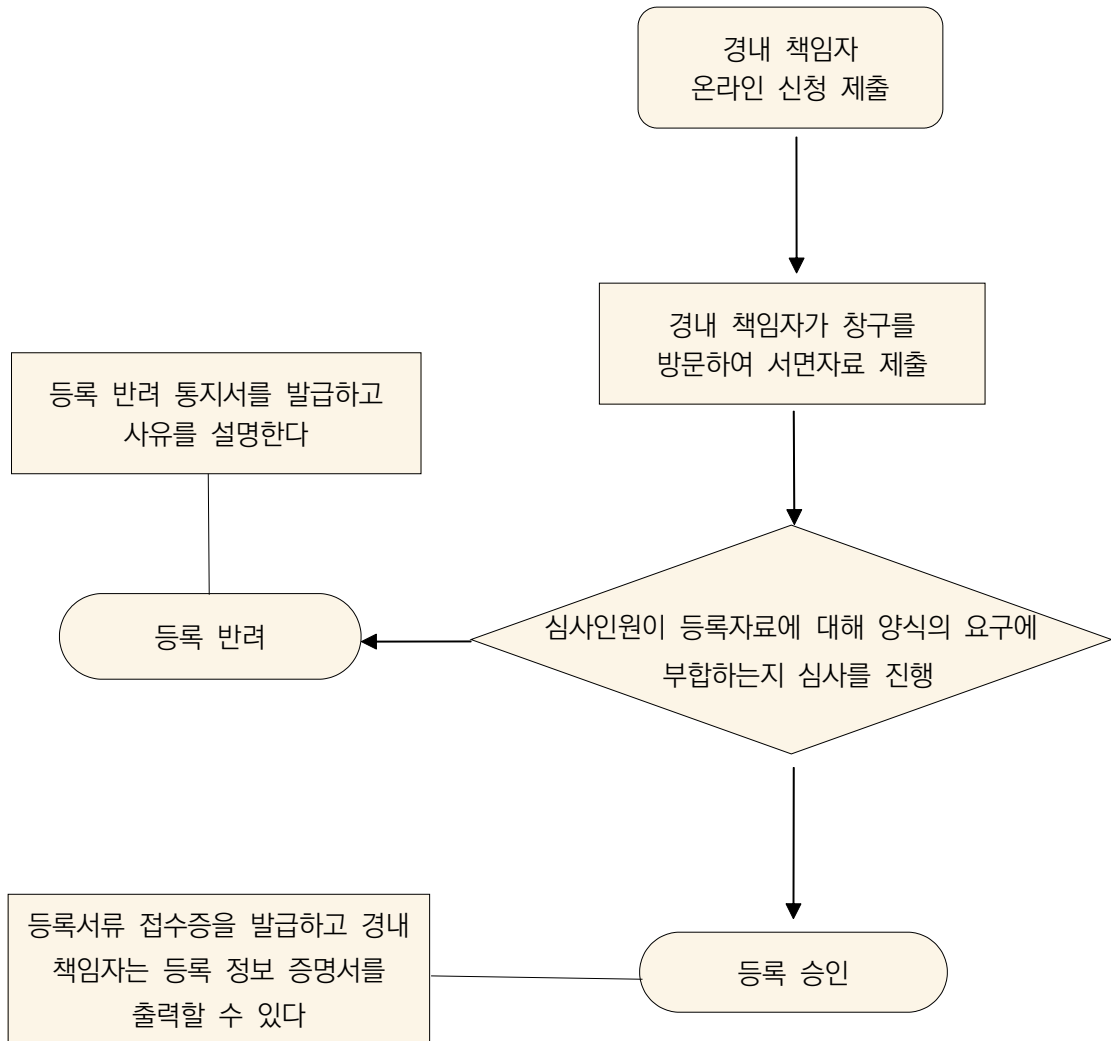 경내 책임자
온라인 신청 제출
경내 책임자가 창구를
방문하여 서면자료 제출
등록 반려 통지서를 발급하고
사유를 설명한다
심사인원이 등록자료에 대해 양식의 요구에
부합하는지 심사를 진행
등록 반려
등록서류 접수증을 발급하고 경내
책임자는 등록 정보 증명서를
출력할 수 있다
등록 승인